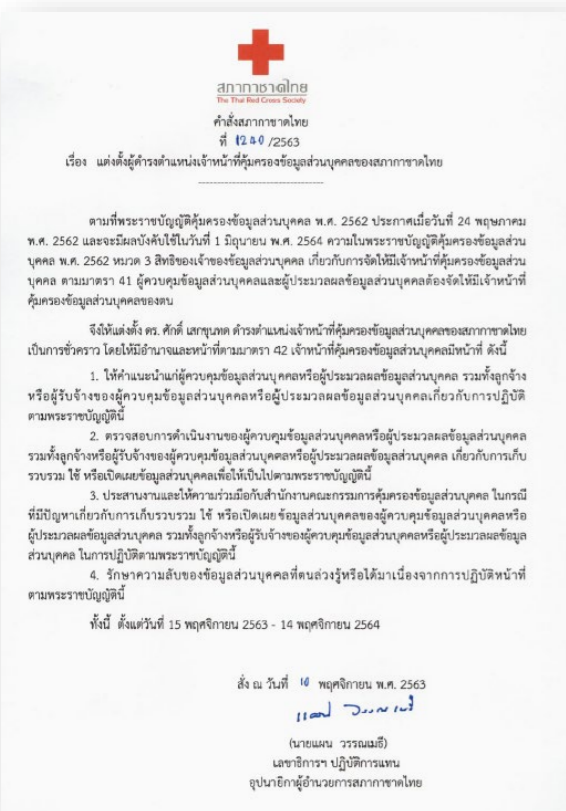 สภากาชาดไทย
The Thai Red Cross Society
คำสั่งสภากาชาดไทย
ที่ 1240 /2563
เรื่อง แต่งตั้งผู้ดำรงตำแหน่งเจ้าหน้าที่คุ้มครองข้อมูลส่วนบุคคลของสภากาชาดไทย
ตามที่พระราชบัญญัติคุ้มครองข้อมูลส่วนบุคคล พ.ศ. 2562 ประกาศเมื่อวันที่ 24 พฤษภาคม
พ.ศ. 2562 และจะมีผลบังคับใช้ในวันที่ 1 มิถุนายน พ.ศ. 2564 ความในพระราชบัญญัติคุ้มครองข้อมูลส่วน
บุคคล พ.ศ. 2562 หมวด 3 สิทธิของเจ้าของข้อมูลส่วนบุคคล เกี่ยวกับการจัดให้มีเจ้าหน้าที่คุ้มครองข้อมูลส่วน
บุคคล ตามมาตรา 41 ผู้ควบคุมข้อมูลส่วนบุคคลและผู้ประมวลผลข้อมูลส่วนบุคคลต้องจัดให้มีเจ้าหน้าที่
คุ้มครองข้อมูลส่วนบุคคลของตน
จึงให้แต่งตั้ง ดร. ศักดิ์ เสกขุนทด ดำรงตำแหน่งเจ้าหน้าที่คุ้มครองข้อมูลส่วนบุคคลของสภากาชาดไทย
เป็นการชั่วคราว โดยให้มีอำนาจและหน้าที่ตามมาตรา 42 เจ้าหน้าที่คุ้มครองข้อมูลส่วนบุคคลมีหน้าที่ ดังนี้
1. ให้คำแนะนำแก่ผู้ควบคุมข้อมูลส่วนบุคคลหรือผู้ประมวลผลข้อมูลส่วนบุคคล รวมทั้งลูกจ้าง
หรือผู้รับจ้างของผู้ควบคุมข้อมูลส่วนบุคคลหรือผู้ประมวลผลข้อมูลส่วนบุคคลเกี่ยวกับการปฏิบัติ
ตามพระราชบัญญัตินี้
2. ตรวจสอบการดำเนินงานของผู้ควบคุมข้อมูลส่วนบุคคลหรือผู้ประมวลผลข้อมูลส่วนบุคคล
รวมทั้งลูกจ้างหรือผู้รับจ้างของผู้ควบคุมข้อมูลส่วนบุคคลหรือผู้ประมวลผลข้อมูลส่วนบุคคล เกี่ยวกับการเก็บ
รวบรวม ใช้ หรือเปิดเผยข้อมูลส่วนบุคคลเพื่อให้เป็นไปตามพระราชบัญญัตินี้
3. ประสานงานและให้ความร่วมมือกับสำนักงานคณะกรรมการคุ้มครองข้อมูลส่วนบุคคล ในกรณี
ที่มีปัญหาเกี่ยวกับการเก็บรวบรวม ใช้ หรือเปิดเผยข้อมูลส่วนบุคคลของผู้ควบคุมข้อมูลส่วนบุคคลหรือ
ผู้ประมวลผลข้อมูลส่วนบุคคล รวมทั้งลูกจ้างหรือผู้รับจ้างของผู้ควบคุมข้อมูลส่วนบุคคลหรือผู้ประมวลผลข้อมูล
ส่วนบุคคล ในการปฏิบัติตามพระราชบัญญัตินี้
4. รักษาความลับของข้อมูลส่วนบุคคลที่ตนล่วงรู้หรือได้มาเนื่องจากการปฏิบัติหน้าที่
ตามพระราชบัญญัตินี้
ทั้งนี้ ตั้งแต่วันที่ 15 พฤศจิกายน 2563 - 14 พฤศจิกายน 2564
สั่ง ณ วันที่ 10 พฤศจิกายน พ.ศ. 2563
แผน วรรณเมธี
(นายแผน วรรณเมธี)
เลขาธิการฯ ปฏิบัติการแทน
อุปนายิกาผู้อำนวยการสภากาชาดไทย